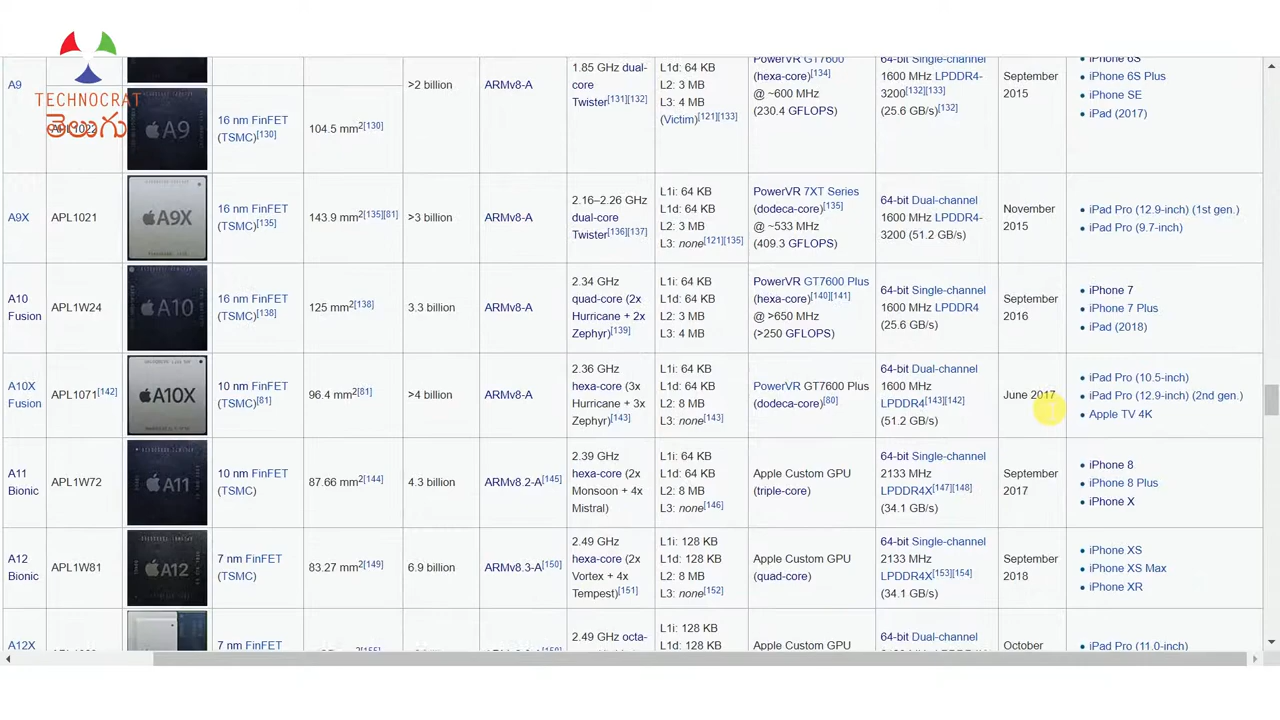 TECHNOCRAT
తెలుగు
A9
>2 billion
ARMv8-A
1.85 GHz dual-
core
Twister[131][132]
L1d: 64 KB
L2: 3 MB
L3: 4 MB
(Victim)[121][133]
PowerVR GT7600
(hexa-core)[134]
@ ~600 MHz
(230.4 GFLOPS)
64-bit Single-channel
1600 MHz LPDDR4-
3200[132][133]
(25.6 GB/s)[132]
September
2015
iPhone 6S
iPhone 6S Plus
iPhone SE
iPad (2017)
APL1022
A9
16 nm FinFET
(TSMC)[130]
104.5 mm2[130]
A9X
APL1021
A9X
16 nm FinFET
(TSMC)[135]
143.9 mm2[135][81]
>3 billion
ARMv8-A
2.16–2.26 GHz
dual-core
Twister[136][137]
L1i: 64 KB
L1d: 64 KB
L2: 3 MB
L3: none[121][135]
PowerVR 7XT Series
(dodeca-core)[135]
@ ~533 MHz
(409.3 GFLOPS)
64-bit Dual-channel
1600 MHz LPDDR4-
3200 (51.2 GB/s)
November
2015
iPad Pro (12.9-inch) (1st gen.)
iPad Pro (9.7-inch)
A10
Fusion
APL1W24
A10
16 nm FinFET
(TSMC)[138]
125 mm2[138]
3.3 billion
ARMv8-A
2.34 GHz
quad-core (2x
Hurricane + 2x
Zephyr)[139]
L1i: 64 KB
L1d: 64 KB
L2: 3 MB
L3: 4 MB
PowerVR GT7600 Plus
(hexa-core)[140][141]
@ >650 MHz
(>250 GFLOPS)
64-bit Single-channel
1600 MHz LPDDR4
(25.6 GB/s)
September
2016
iPhone 7
iPhone 7 Plus
iPad (2018)
A10X
Fusion
APL1071[142]
A10X
10 nm FinFET
(TSMC)[81]
96.4 mm2[81]
>4 billion
ARMv8-A
2.36 GHz
hexa-core (3x
Hurricane + 3x
Zephyr)[143]
L1i: 64 KB
L1d: 64 KB
L2: 8 MB
L3: none[143]
PowerVR GT7600 Plus
(dodeca-core)[80]
64-bit Dual-channel
1600 MHz
LPDDR4[143][142]
(51.2 GB/s)
June 2017
iPad Pro (10.5-inch)
iPad Pro (12.9-inch) (2nd gen.)
Apple TV 4K
A11
Bionic
APL1W72
A11
10 nm FinFET
(TSMC)
87.66 mm2[144]
4.3 billion
ARMv8.2-A[145]
2.39 GHz
hexa-core (2x
Monsoon + 4x
Mistral)
L1i: 64 KB
L1d: 64 KB
L2: 8 MB
L3: none[146]
Apple Custom GPU
(triple-core)
64-bit Single-channel
2133 MHz
LPDDR4X[147][148]
(34.1 GB/s)
September
2017
iPhone 8
iPhone 8 Plus
iPhone X
A12
Bionic
APL1W81
A12
7 nm FinFET
(TSMC)
83.27 mm2[149]
6.9 billion
ARMv8.3-A[150]
2.49 GHz
hexa-core (2x
Vortex + 4x
Tempest)[151]
L1i: 128 KB
L1d: 128 KB
L2: 8 MB
L3: none[152]
Apple Custom GPU
(quad-core)
64-bit Single-channel
2133 MHz
LPDDR4X[153][154]
(34.1 GB/s)
September
2018
iPhone XS
iPhone XS Max
iPhone XR
A12X
7 nm FinFET
2.49 GHz octa-
L1i: 128 KB
L1d: 128 KB
Apple Custom GPU
64-bit Dual-channel
October
iPad Pro (11.0-inch)